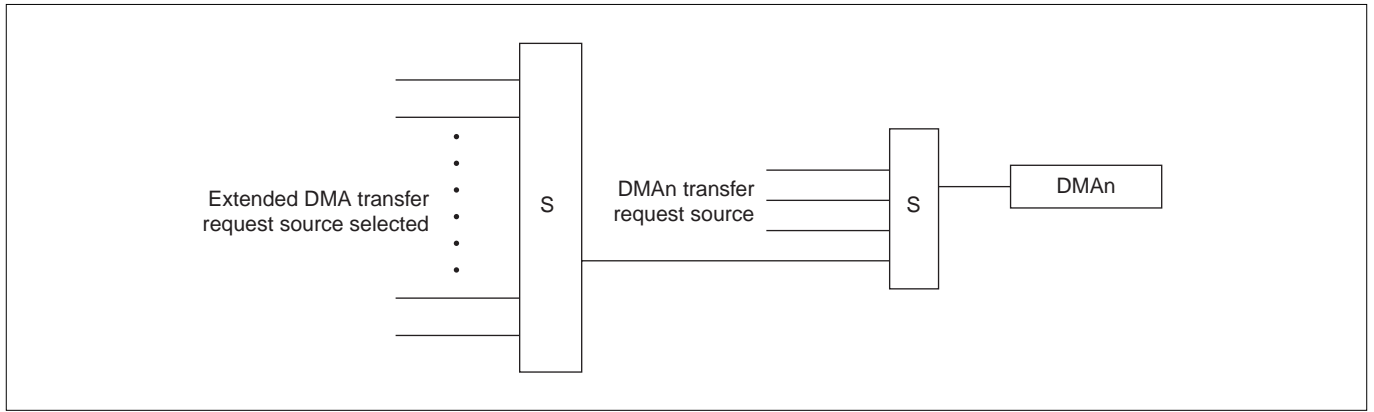 Extended DMA transfer
request source selected
S
DMAn transfer
request source
S
DMAn